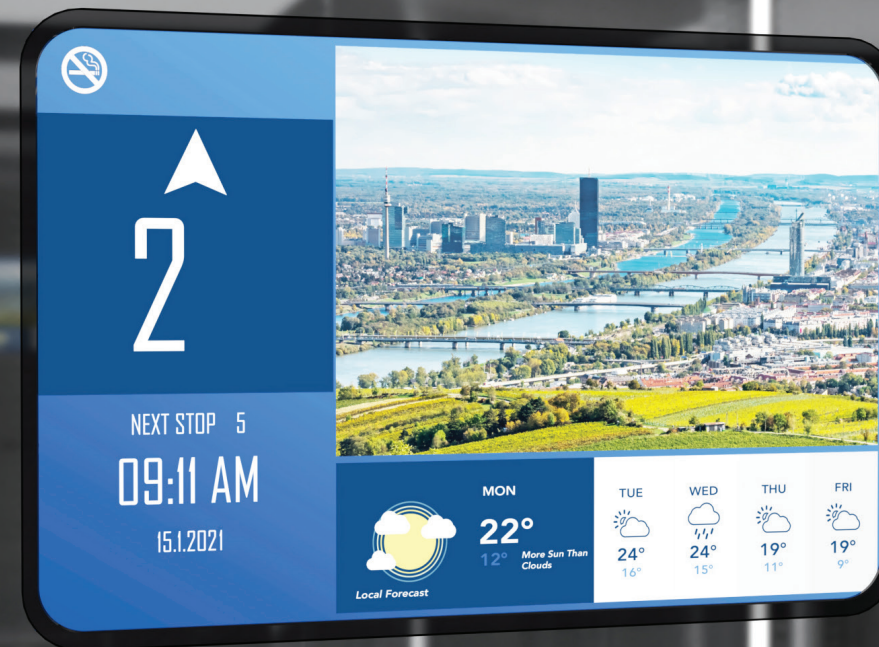 2
NEXT STOP 5
09:11 AM
15.1.2021
MON
22°
12°
More Sun Than
Clouds
Local Forecast
TUE
24°
16°
WED
24°
15°
THU
19°
11°
FRI
19°
9°